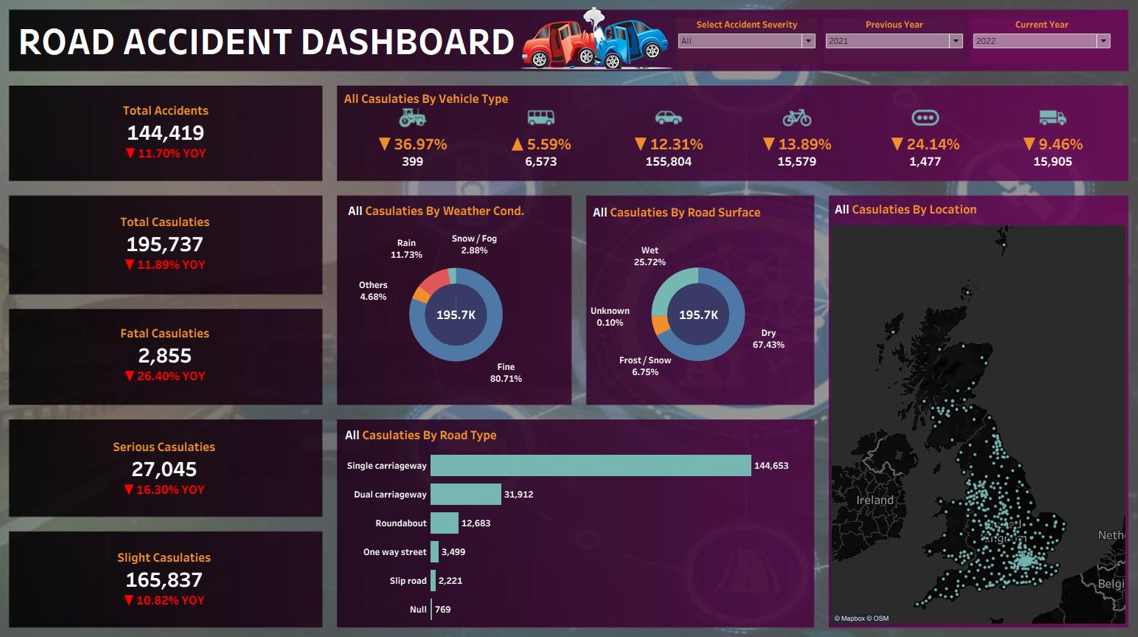 ROAD ACCIDENT DASHBOARD
Select Accident Severity
All
Previous Year
2021
Current Year
2022
Total Accidents
144,419
▼ 11.70% YOY
Total Casulaties
195,737
▼ 11.89% YOY
Fatal Casulaties
2,855
▼ 26.40% YOY
Serious Casulaties
27,045
▼ 16.30% YOY
Slight Casulaties
165,837
▼ 10.82% YOY
All Casulaties By Vehicle Type
▼ 36.97%
399
▲ 5.59%
6,573
▼ 12.31%
155,804
▼ 13.89%
15,579
▼ 24.14%
1,477
▼ 9.46%
15,905
All Casulaties By Weather Cond.
Rain
11.73%
Snow / Fog
2.88%
Others
4.68%
195.7K
Fine
80.71%
All Casulaties By Road Surface
Wet
25.72%
Unknown
0.10%
195.7K
Dry
67.43%
Frost / Snow
6.75%
All Casulaties By Road Type
Single carriageway 144,653
Dual carriageway 31,912
Roundabout 12,683
One way street 3,499
Slip road 2,221
Null 769
All Casulaties By Location
Ireland
Neth
Belgi
© Mapbox © OSM